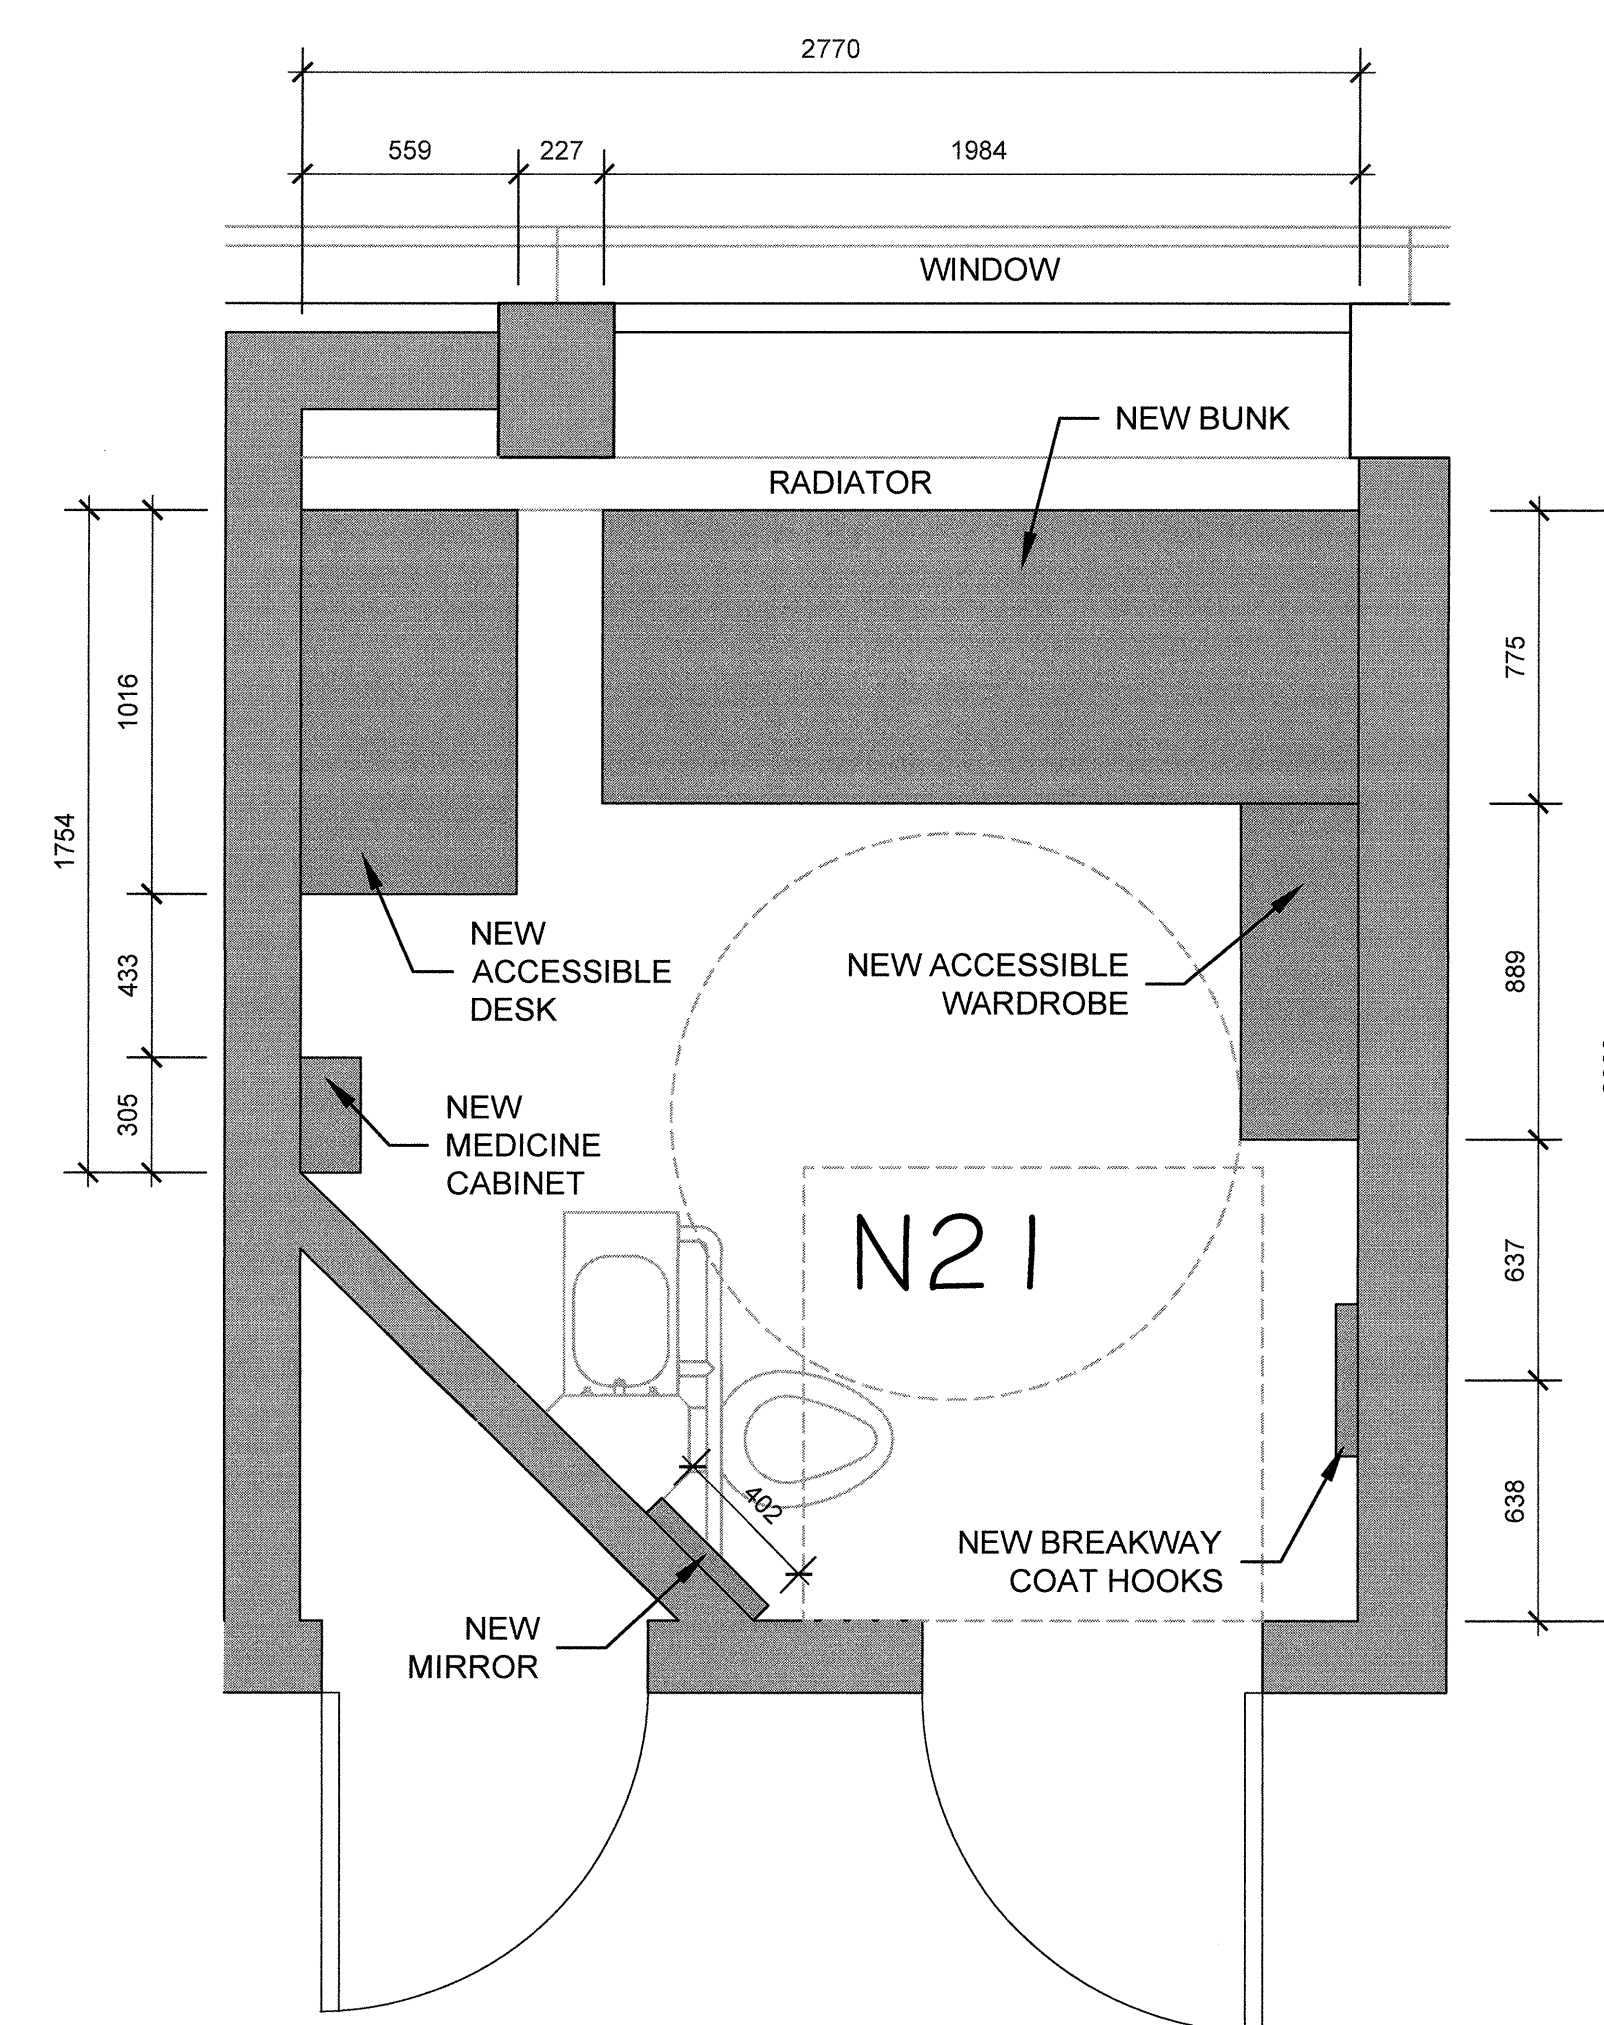 2770
559
227
1984
WINDOW
NEW BUNK
RADIATOR
1016
1754
433
305
775
889
637
638
NEW
ACCESSIBLE
DESK
NEW ACCESSIBLE
WARDROBE
NEW
MEDICINE
CABINET
N21
402
NEW BREAKWAY
COAT HOOKS
NEW
MIRROR